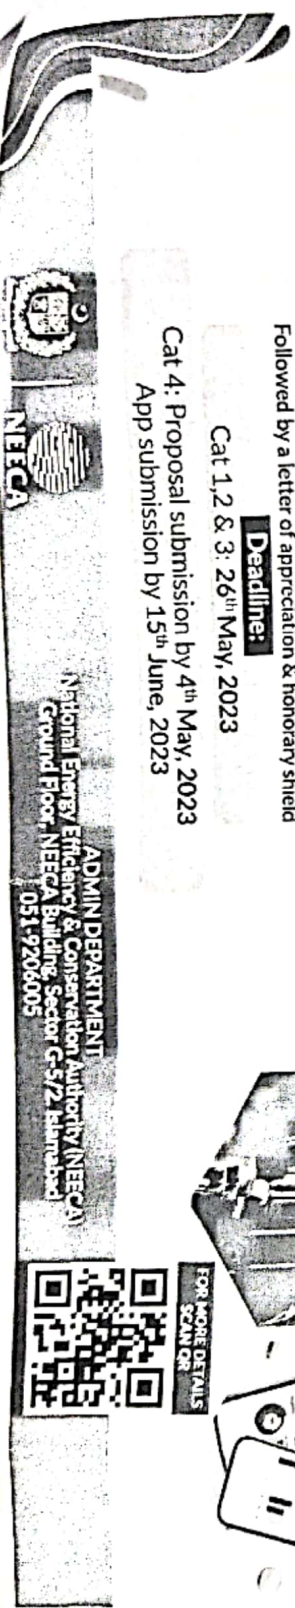 Followed by a letter of appreciation & honorary shield
Deadline:
Cat 1,2 & 3: 26th May, 2023
Cat 4: Proposal submission by 4th May, 2023
App submission by 15th June, 2023
NEECA
ADMIN DEPARTMENT
National Energy Efficiency & Conservation Authority (NEECA)
Ground Floor, NEECA Building, Sector G-5/2, Islamabad
051-9206005
FOR MORE DETAILS
SCAN QR